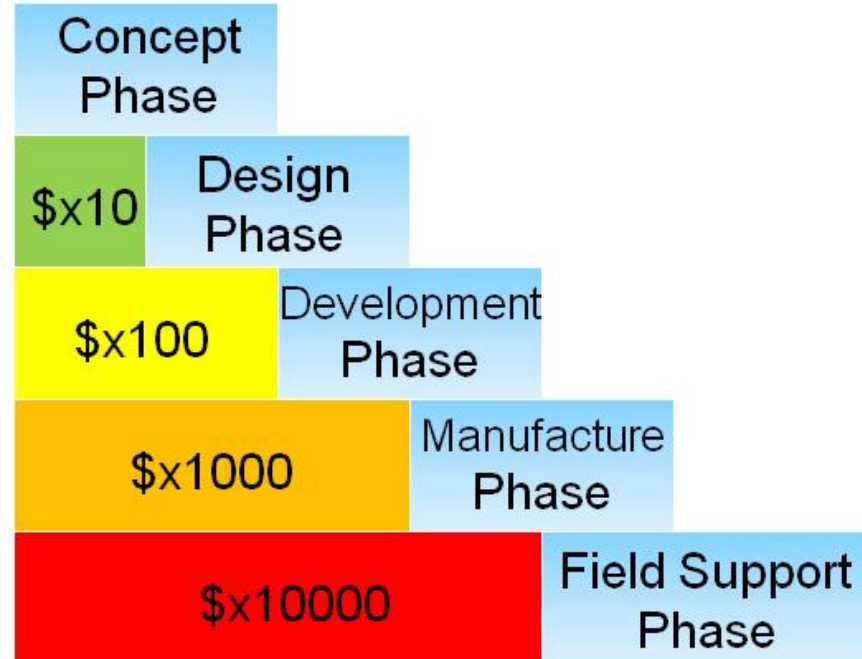 Concept
Phase
$x10
Design
Phase
$x100
Development
Phase
$x1000
Manufacture
Phase
$x10000
Field Support
Phase